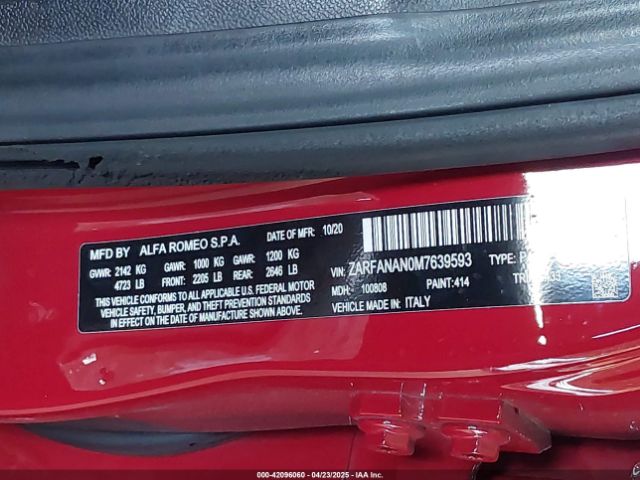 MFD BY ALFA ROMEO S.P.A. DATE OF MFR: 10/20
GVWR: 2142 KG GAWR: 1000 KG GAWR: 1200 KG
4723 LB FRONT: 2205 LB REAR: 2646 LB
THIS VEHICLE CONFORMS TO ALL APPLICABLE U.S. FEDERAL MOTOR
VEHICLE SAFETY, BUMPER, AND THEFT PREVENTION STANDARDS
IN EFFECT ON THE DATE OF MANUFACTURE SHOWN ABOVE.
VIN: ZARFANAN0M7639593 TYPE:
MDH: 100808 PAINT: 414
VEHICLE MADE IN: ITALY
000-42096060 - 04/23/2025 - IAAI.COM